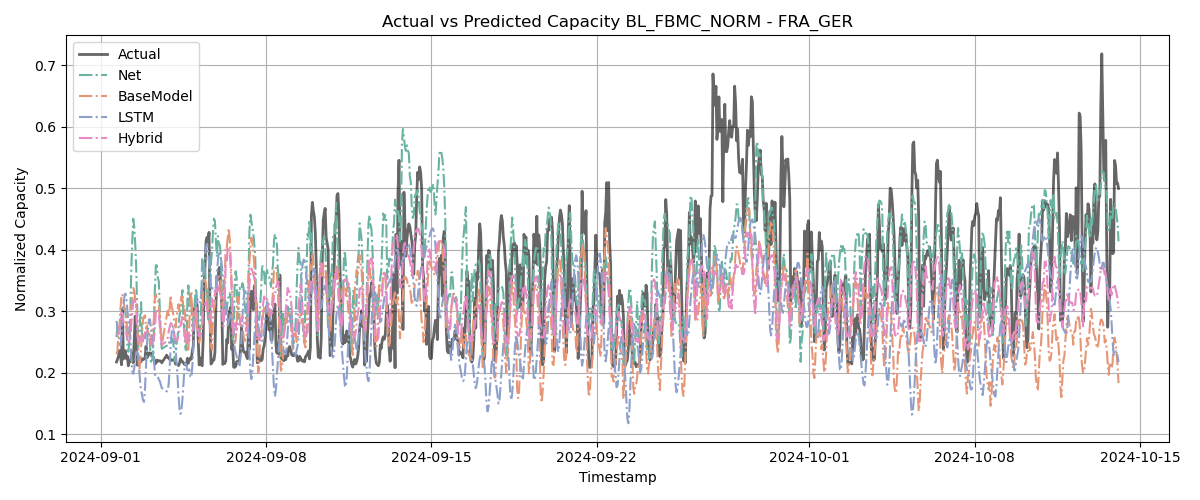 Actual vs Predicted Capacity BL_FBMC_NORM - FRA_GER
Actual
Net
BaseModel
LSTM
Hybrid
Normalized Capacity
0.7
0.6
0.5
0.4
0.3
0.2
0.1
2024-09-01 2024-09-08 2024-09-15 2024-09-22 2024-10-01 2024-10-08 2024-10-15
Timestamp